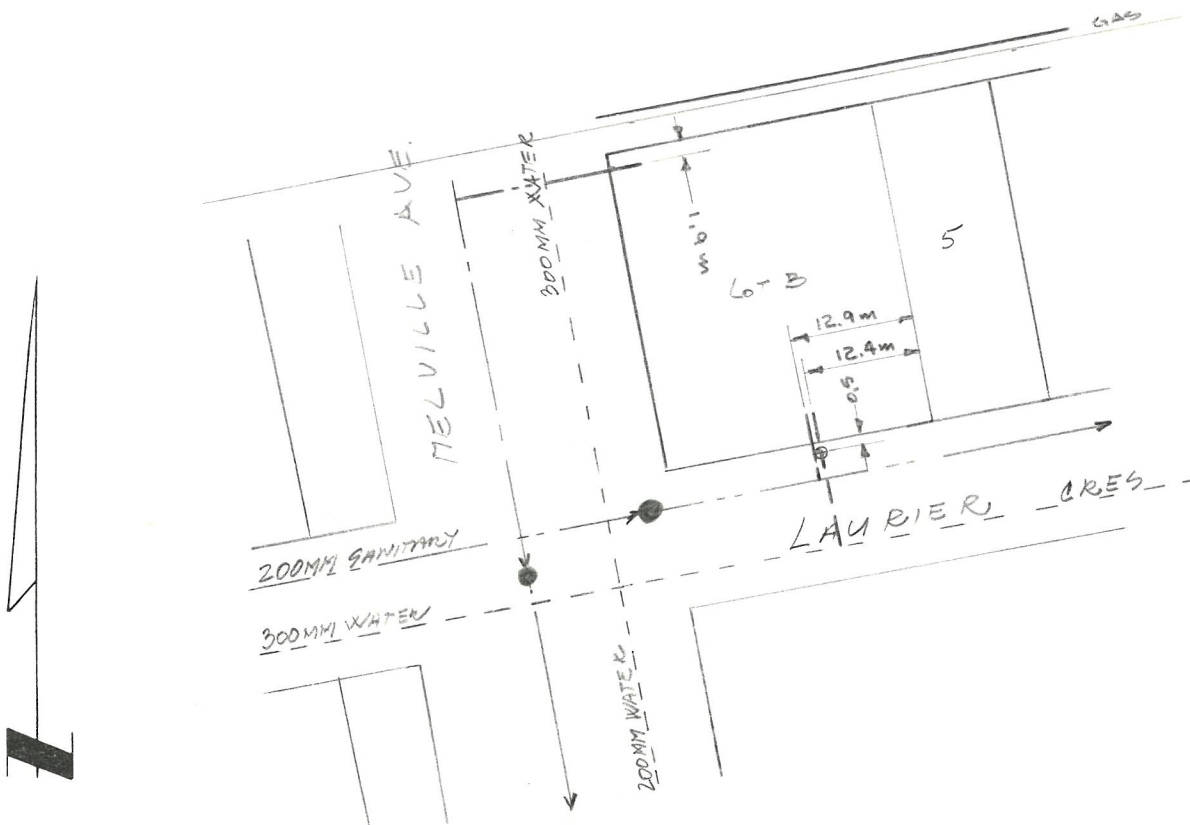 GAS
MELVILLE AVE.
300MM WATER
1.9 m
Lot B
5
12.9m
12.4m
0.5
LAURIER CRES
200MM SANITARY
300MM WATER
200MM WATER